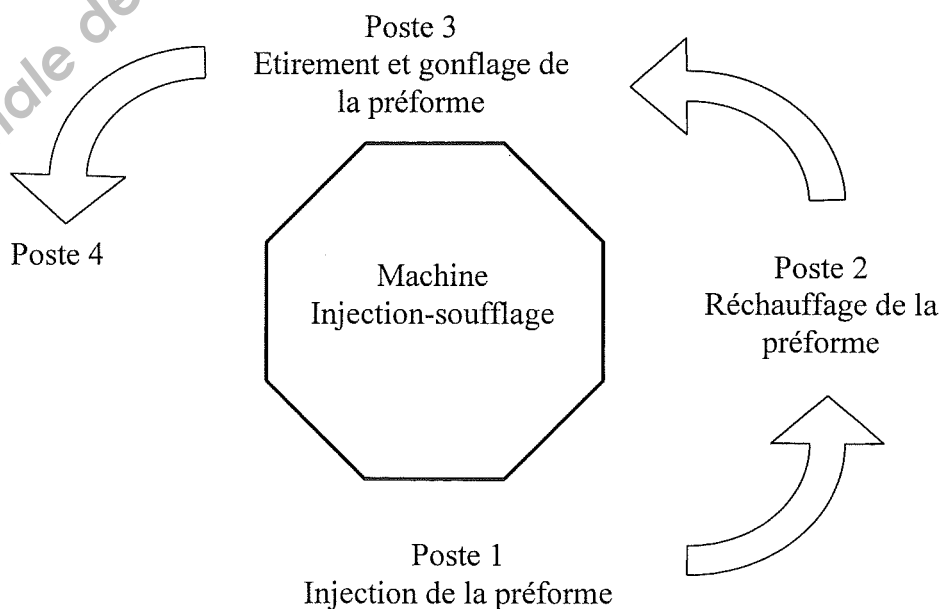 Poste 3
Etirement et gonflage de
la préforme
Poste 4
Machine
Injection-soufflage
Poste 2
Réchauffage de la
préforme
Poste 1
Injection de la préforme